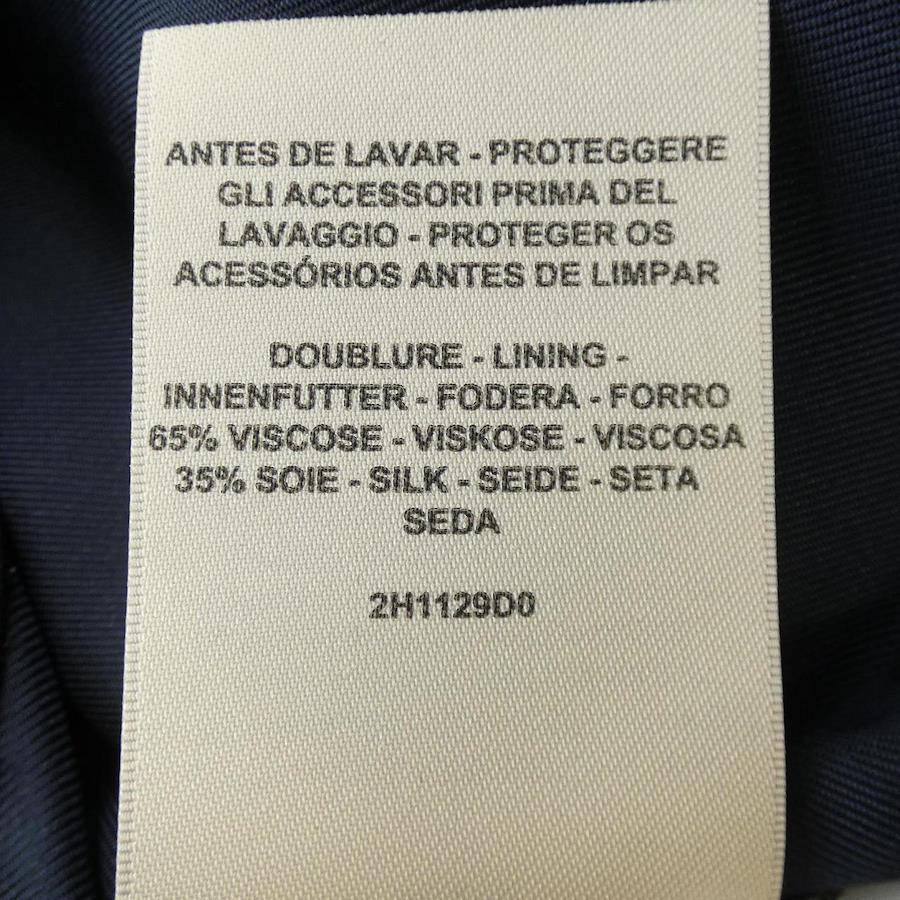 ANTES DE LAVAR - PROTEGGERE
GLI ACCESSORI PRIMA DEL
LAVAGGIO - PROTEGER OS
ACESSÓRIOS ANTES DE LIMPAR
DOUBLURE - LINING -
INNENFUTTER - FODERA - FORRO
65% VISCOSE - VISKOSE - VISCOSA
35% SOIE - SILK - SEIDE - SETA
SEDA
2H1129D0